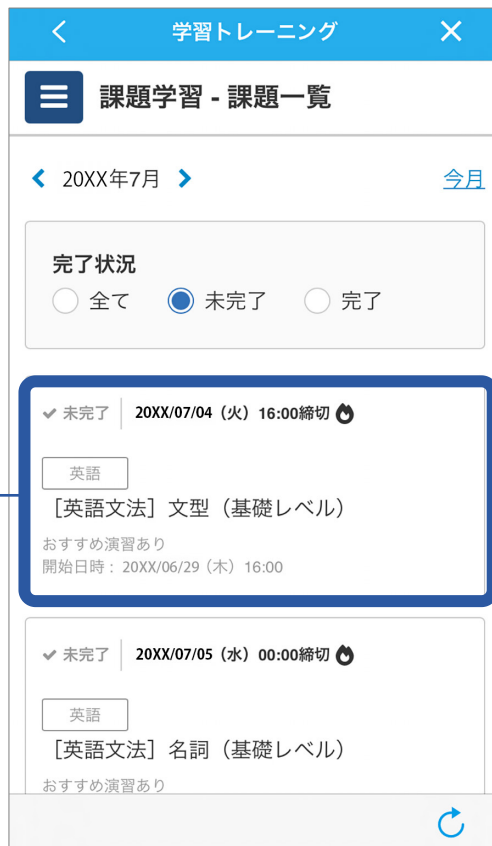 学習トレーニング
課題学習 - 課題一覧
20XX年7月 今月
完了状況
全て 未完了 完了
未完了 20XX/07/04（火）16:00締切
英語
［英語文法］文型（基礎レベル）
おすすめ演習あり
開始日時： 20XX/06/29（木）16:00
未完了 20XX/07/05（水）00:00締切
英語
［英語文法］名詞（基礎レベル）
おすすめ演習あり